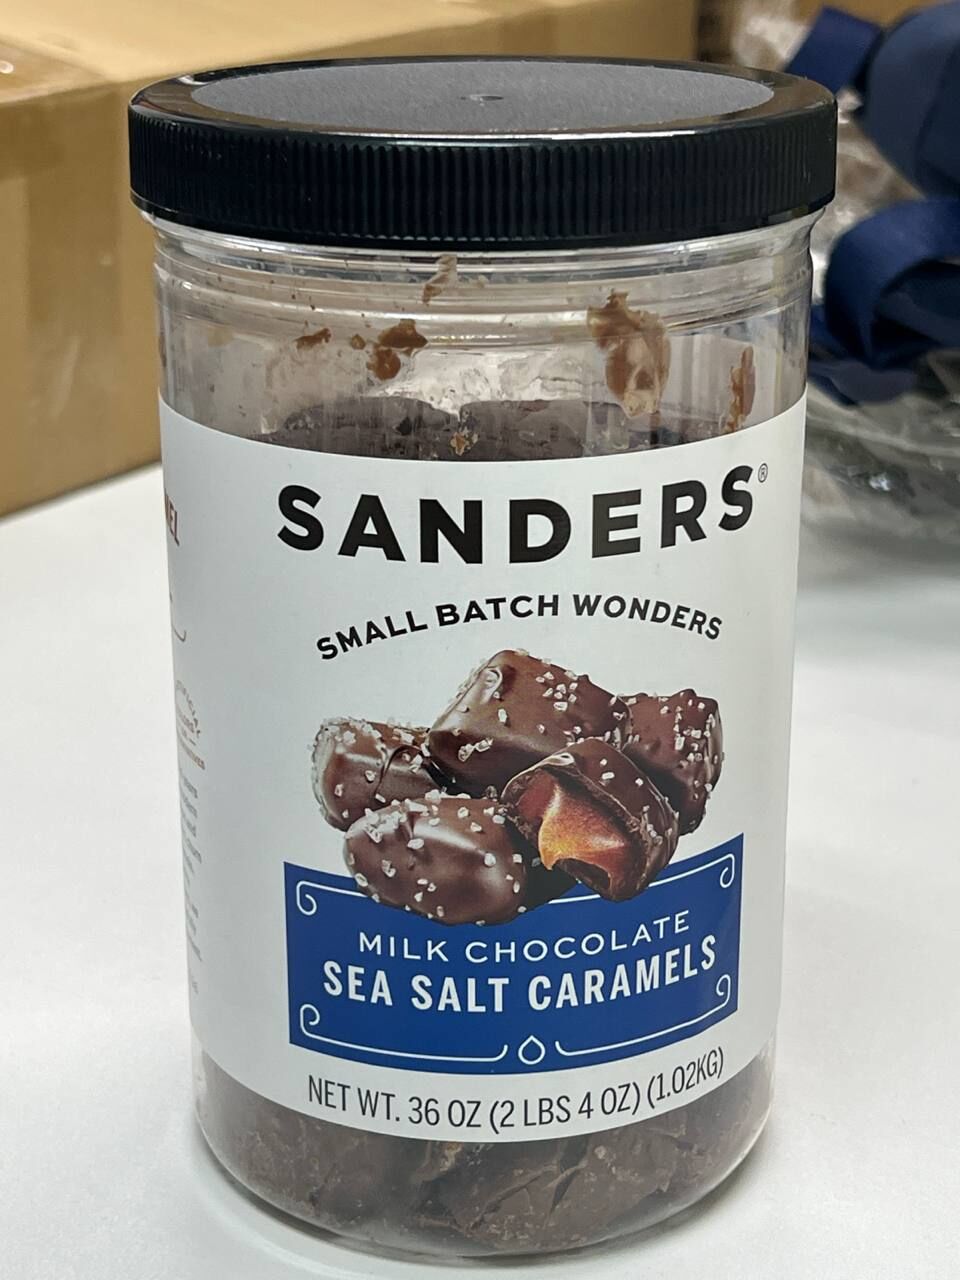 SANDERS®
SMALL BATCH WONDERS
MILK CHOCOLATE
SEA SALT CARAMELS
NET WT. 36 OZ (2 LBS 4 OZ) (1.02KG)